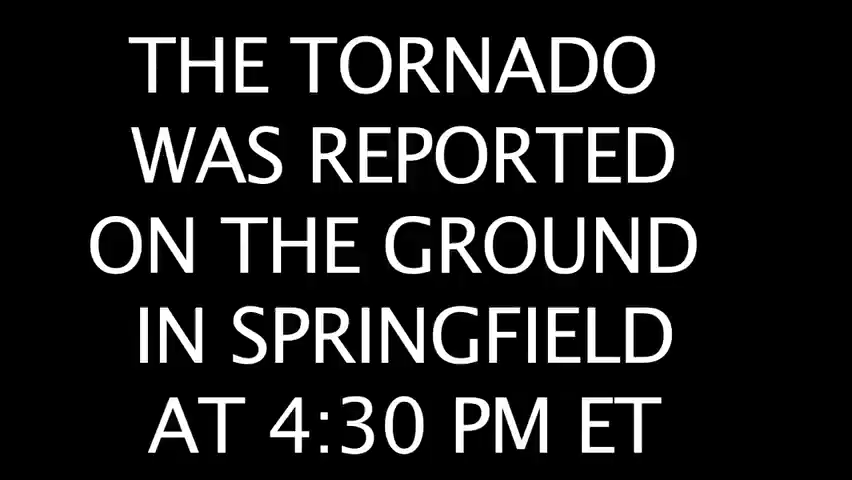 THE TORNADO
WAS REPORTED
ON THE GROUND
IN SPRINGFIELD
AT 4:30 PM ET